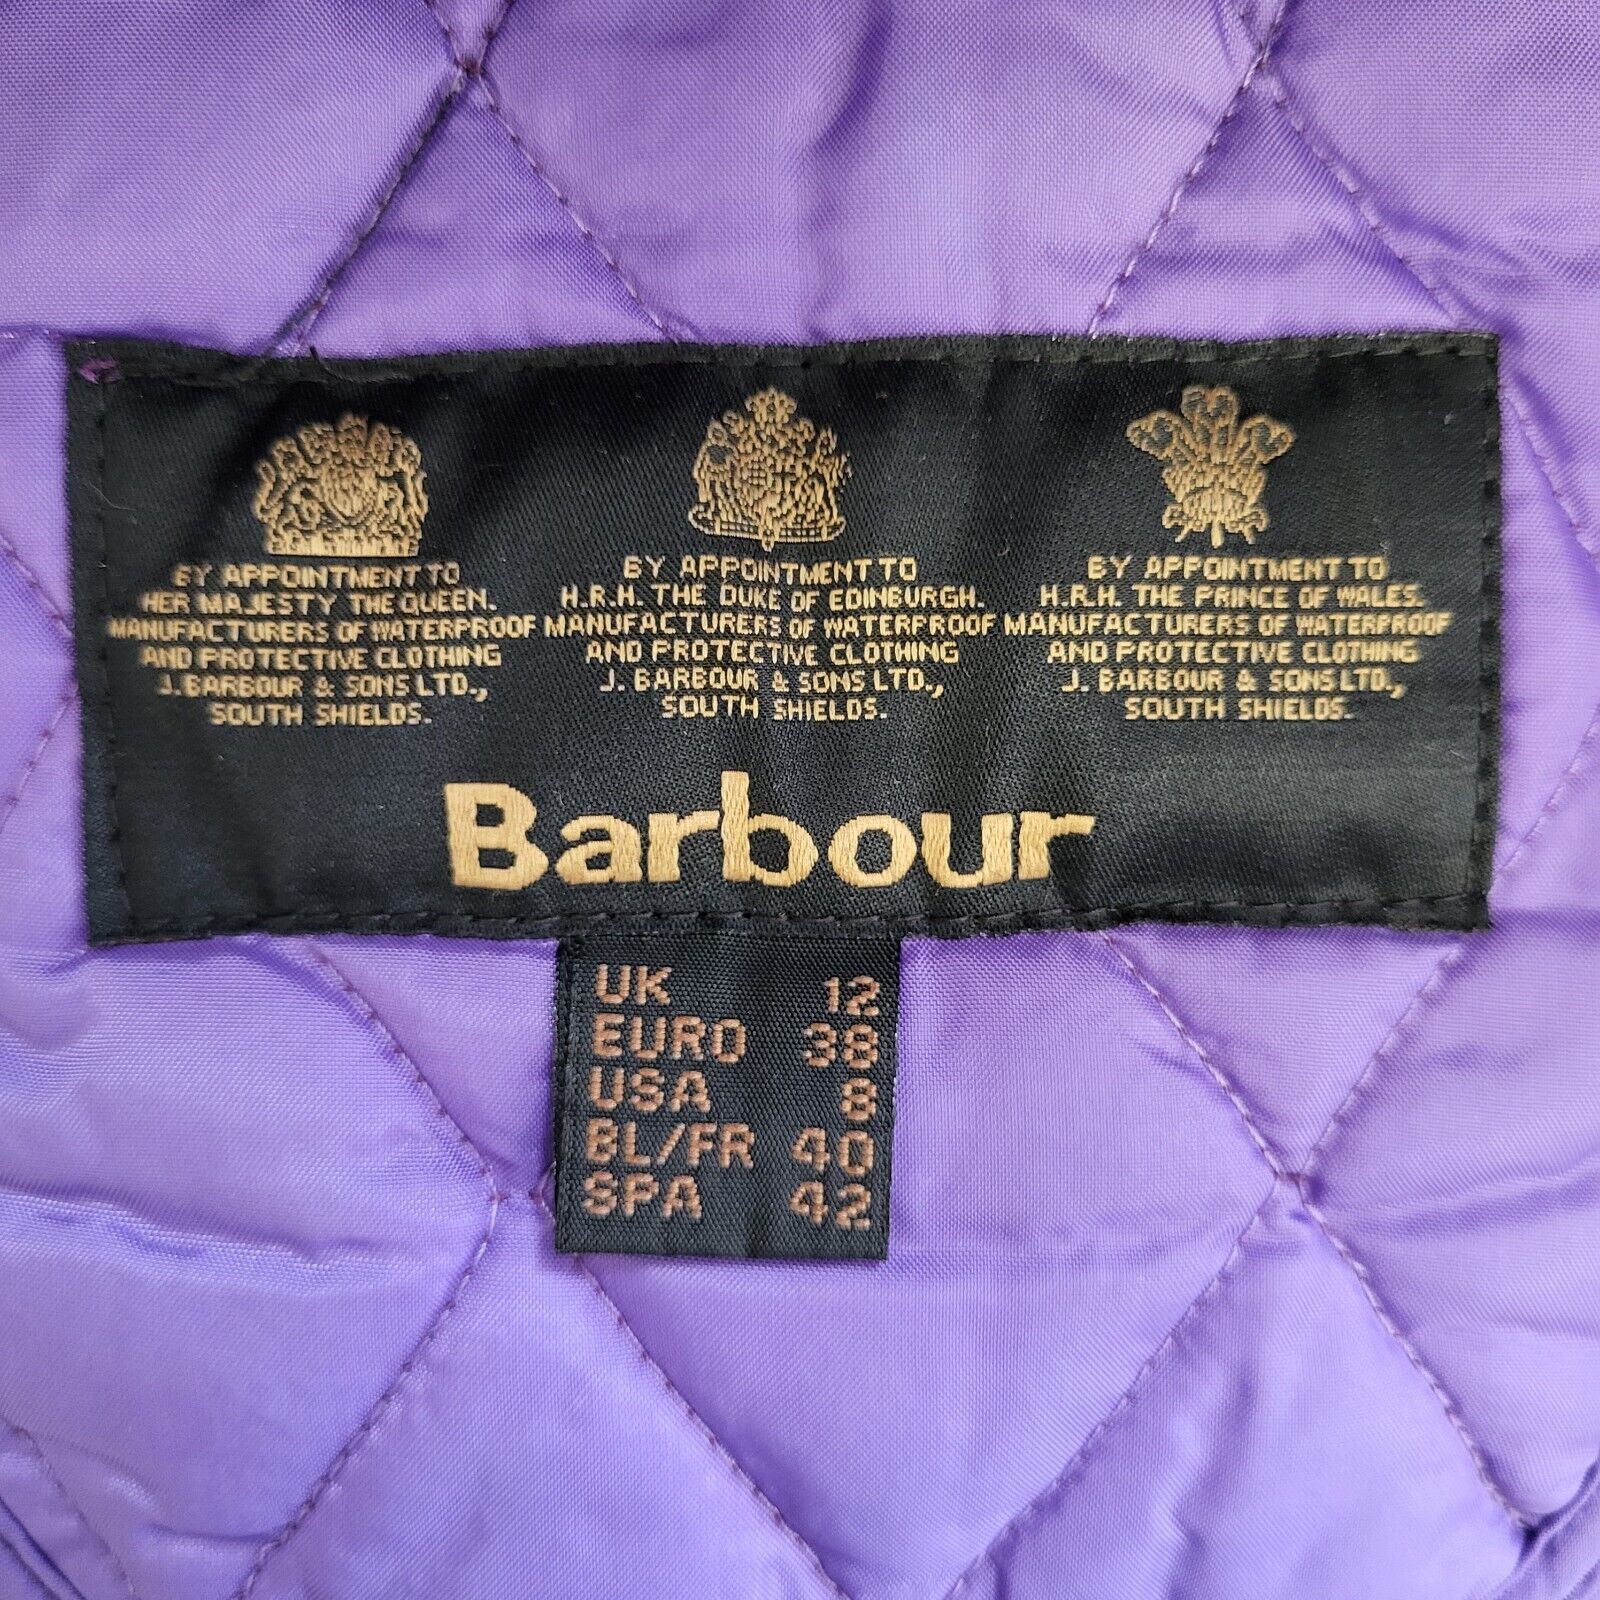 BY APPOINTMENT TO
HER MAJESTY THE QUEEN.
MANUFACTURERS OF WATERPROOF
AND PROTECTIVE CLOTHING
J. BARBOUR & SONS LTD.,
SOUTH SHIELDS.
BY APPOINTMENT TO
H.R.H. THE DUKE OF EDINBURGH.
MANUFACTURERS OF WATERPROOF
AND PROTECTIVE CLOTHING
J. BARBOUR & SONS LTD.,
SOUTH SHIELDS.
BY APPOINTMENT TO
H.R.H. THE PRINCE OF WALES.
MANUFACTURERS OF WATERPROOF
AND PROTECTIVE CLOTHING
J. BARBOUR & SONS LTD.,
SOUTH SHIELDS.
Barbour
UK 12
EURO 38
USA 8
BL/FR 40
SPA 42